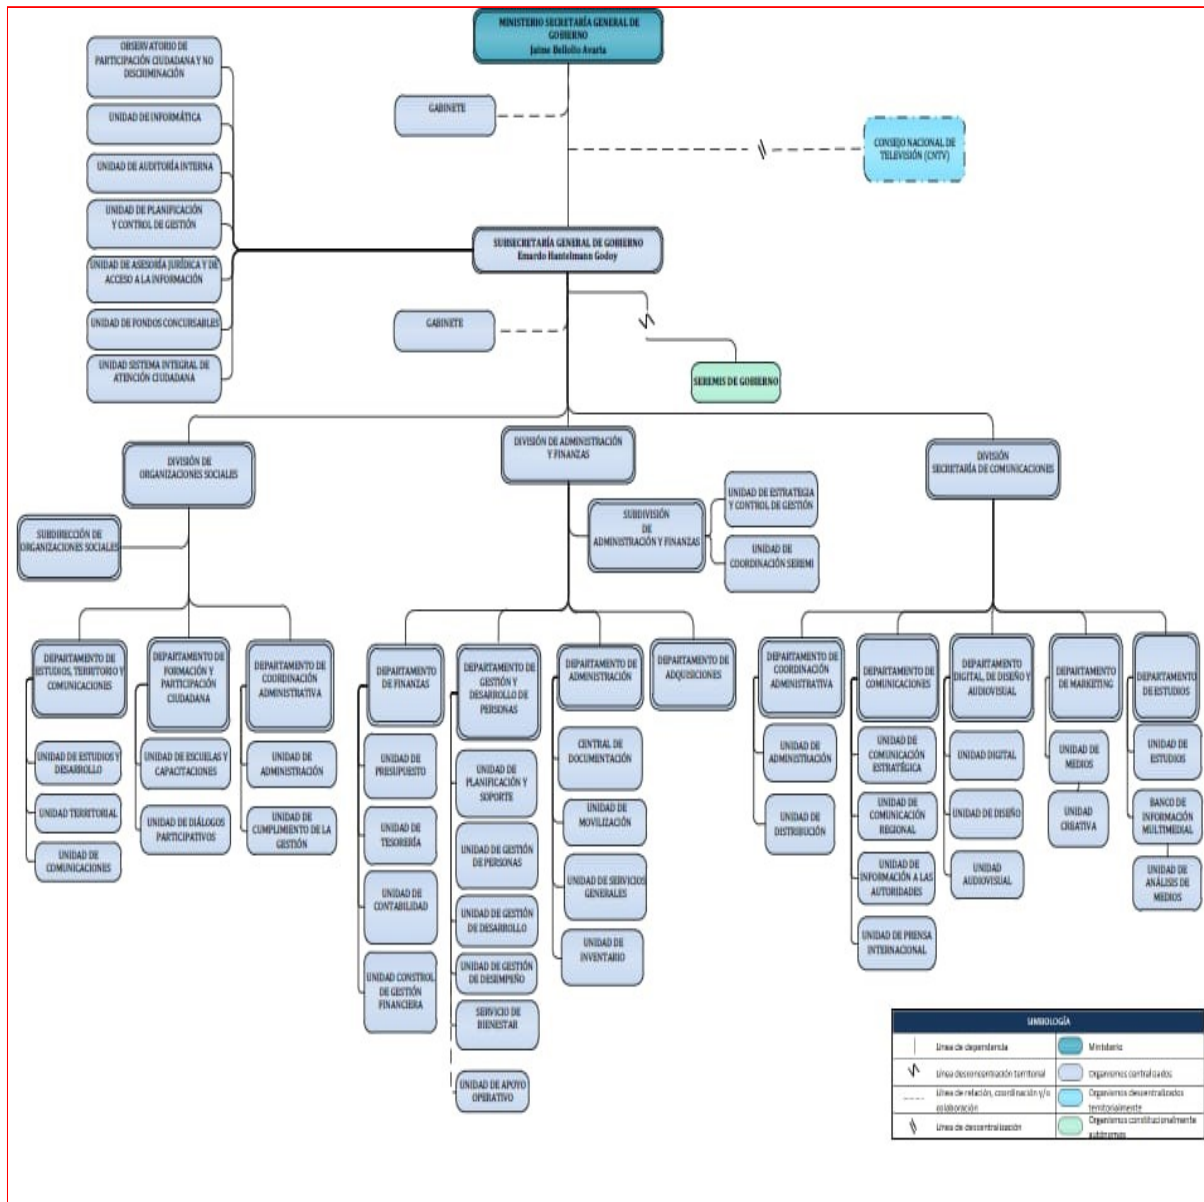 MINISTERIO SECRETARÍA GENERAL DE
GOBIERNO
Jaime Bellolio Avaria
OBSERVATORIO DE
PARTICIPACIÓN CIUDADANA Y NO
DISCRIMINACIÓN
UNIDAD DE INFORMÁTICA
UNIDAD DE AUDITORÍA INTERNA
UNIDAD DE PLANIFICACIÓN
Y CONTROL DE GESTIÓN
UNIDAD DE ASESORÍA JURÍDICA Y DE
ACCESO A LA INFORMACIÓN
UNIDAD DE FONDOS CONCURSABLES
UNIDAD SISTEMA INTEGRAL DE
ATENCIÓN CIUDADANA
GABINETE
CONSEJO NACIONAL DE
TELEVISIÓN (CNTV)
SUBSECRETARÍA GENERAL DE GOBIERNO
Emardo Hantelmann Godoy
GABINETE
SEREMIS DE GOBIERNO
DIVISIÓN DE
ORGANIZACIONES SOCIALES
DIVISIÓN DE ADMINISTRACIÓN
Y FINANZAS
DIVISIÓN
SECRETARÍA DE COMUNICACIONES
SUBDIRECCIÓN DE
ORGANIZACIONES SOCIALES
SUBDIVISIÓN
DE
ADMINISTRACIÓN Y FINANZAS
UNIDAD DE ESTRATEGIA
Y CONTROL DE GESTIÓN
UNIDAD DE
COORDINACIÓN SEREMI
DEPARTAMENTO DE
ESTUDIOS, TERRITORIO Y
COMUNICACIONES
UNIDAD DE ESTUDIOS Y
DESARROLLO
UNIDAD TERRITORIAL
UNIDAD DE
COMUNICACIONES
DEPARTAMENTO DE
FORMACIÓN Y
PARTICIPACIÓN
CIUDADANA
UNIDAD DE ESCUELAS Y
CAPACITACIONES
UNIDAD DE DIÁLOGOS
PARTICIPATIVOS
DEPARTAMENTO DE
COORDINACIÓN
ADMINISTRATIVA
UNIDAD DE
ADMINISTRACIÓN
UNIDAD DE
CUMPLIMIENTO DE LA
GESTIÓN
DEPARTAMENTO
DE FINANZAS
UNIDAD DE
PRESUPUESTO
UNIDAD DE
TESORERÍA
UNIDAD DE
CONTABILIDAD
UNIDAD CONSTROL
DE GESTIÓN
FINANCIERA
DEPARTAMENTO DE
GESTIÓN Y
DESARROLLO DE
PERSONAS
UNIDAD DE
PLANIFICACIÓN Y
SOPORTE
UNIDAD DE GESTIÓN
DE PERSONAS
UNIDAD DE GESTIÓN
DE DESARROLLO
UNIDAD DE GESTIÓN
DE DESEMPEÑO
SERVICIO DE
BIENESTAR
UNIDAD DE APOYO
OPERATIVO
DEPARTAMENTO DE
ADMINISTRACIÓN
CENTRAL DE
DOCUMENTACIÓN
UNIDAD DE
MOVILIZACIÓN
UNIDAD DE SERVICIOS
GENERALES
UNIDAD DE
INVENTARIO
DEPARTAMENTO DE
ADQUISICIONES
DEPARTAMENTO DE
COORDINACIÓN
ADMINISTRATIVA
UNIDAD DE
ADMINISTRACIÓN
UNIDAD DE
DISTRIBUCIÓN
DEPARTAMENTO DE
COMUNICACIONES
UNIDAD DE
COMUNICACIÓN
ESTRATÉGICA
UNIDAD DE
COMUNICACIÓN
REGIONAL
UNIDAD DE
INFORMACIÓN A LAS
AUTORIDADES
UNIDAD DE PRENSA
INTERNACIONAL
DEPARTAMENTO
DIGITAL, DE DISEÑO
Y AUDIOVISUAL
UNIDAD DIGITAL
UNIDAD DE DISEÑO
UNIDAD
AUDIOVISUAL
DEPARTAMENTO
DE MARKETING
UNIDAD DE
MEDIOS
UNIDAD
CREATIVA
DEPARTAMENTO
DE ESTUDIOS
UNIDAD DE
ESTUDIOS
BANCO DE
INFORMACIÓN
MULTIMEDIAL
UNIDAD DE
ANÁLISIS DE
MEDIOS
SIMBOLOGÍA
Línea de dependencia
Ministerio
Línea desconcentración territorial
Organismos centralizados
Línea de relación, coordinación y/o
colaboración
Organismos descentralizados
territorialmente
Línea de descentralización
Organismos constitucionalmente
autónomos